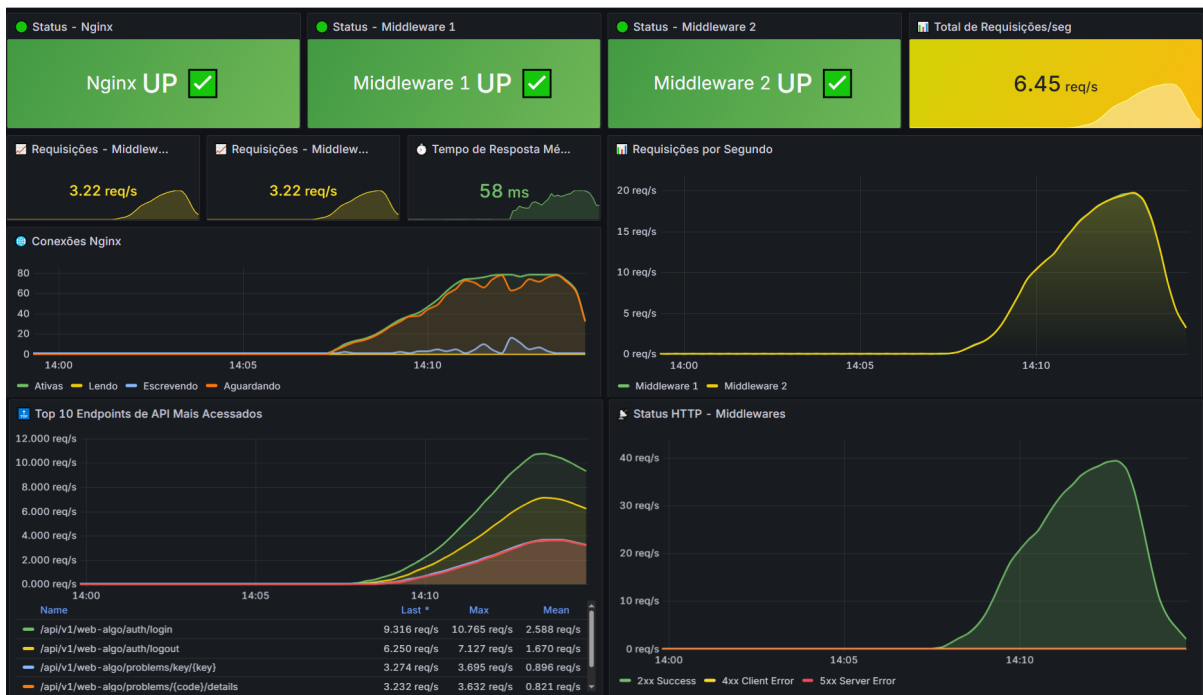 Status - Nginx
Status - Middleware 1
Status - Middleware 2
Total de Requisições/seg
Nginx UP
Middleware 1 UP
Middleware 2 UP
6.45 req/s
Requisições - Middlew...
Requisições - Middlew...
Tempo de Resposta Mé...
Requisições por Segundo
3.22 req/s
3.22 req/s
58 ms
Conexões Nginx
80
60
40
20
0
14:00
14:05
14:10
Ativas
Lendo
Escrevendo
Aguardando
20 req/s
15 req/s
10 req/s
5 req/s
0 req/s
14:00
14:05
14:10
Middleware 1
Middleware 2
TOP
Top 10 Endpoints de API Mais Acessados
12.000 req/s
10.000 req/s
8.000 req/s
6.000 req/s
4.000 req/s
2.000 req/s
0.000 req/s
14:00
14:05
14:10
Name Last * Max Mean
/api/v1/web-algo/auth/login 9.316 req/s 10.765 req/s 2.588 req/s
/api/v1/web-algo/auth/logout 6.250 req/s 7.127 req/s 1.670 req/s
/api/v1/web-algo/problems/key/{key} 3.274 req/s 3.695 req/s 0.896 req/s
/api/v1/web-algo/problems/{code}/details 3.232 req/s 3.632 req/s 0.821 req/s
Status HTTP - Middlewares
40 req/s
30 req/s
20 req/s
10 req/s
0 req/s
14:00
14:05
14:10
2xx Success
4xx Client Error
5xx Server Error